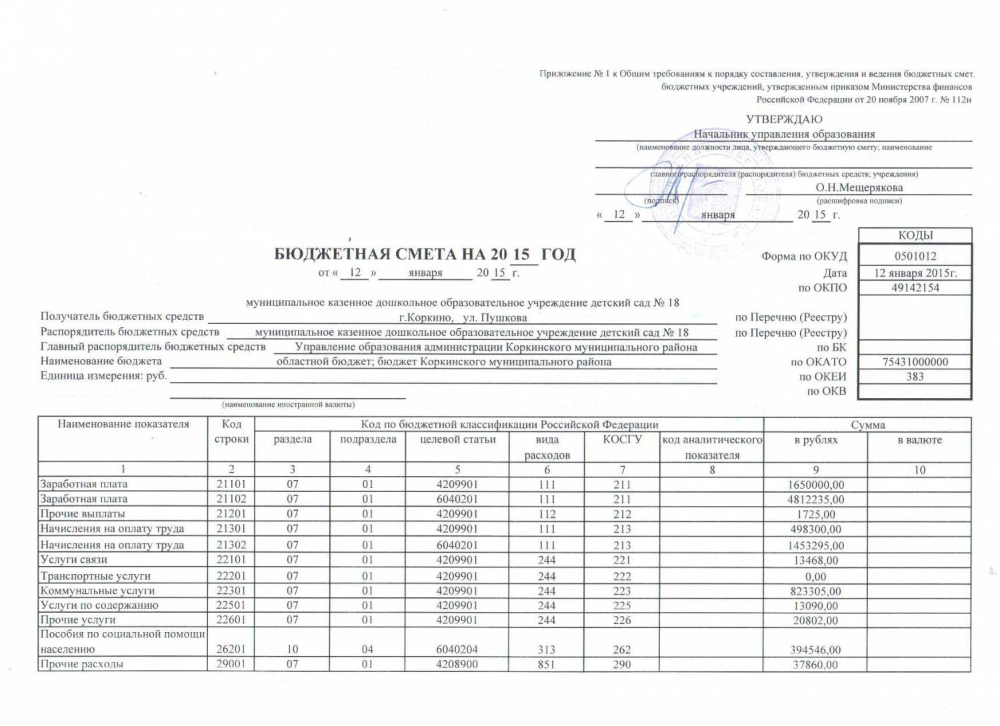 Приложение № 1 к Общим требованиям к порядку составления, утверждения и ведения бюджетных смет,
бюджетных учреждений, утвержденным приказом Министерства финансов
Российской Федерации от 20 ноября 2007 г. № 112н
УТВЕРЖДАЮ
Начальник управления образования
(наименование должности лица, утверждающего бюджетную смету; наименование
главного распорядителя (распорядителя) бюджетных средств; учреждения)
О.Н.Мещерякова
(подпись) (расшифровка подписи)
« 12 » января 20 15 г.
КОДЫ
БЮДЖЕТНАЯ СМЕТА НА 20 15 ГОД Форма по ОКУД 0501012
от « 12 » января 20 15 г. Дата 12 января 2015г.
по ОКПО 49142154
муниципальное казенное дошкольное образовательное учреждение детский сад № 18
Получатель бюджетных средств г.Коркино, ул. Пушкова по Перечню (Реестру)
Распорядитель бюджетных средств муниципальное казенное дошкольное образовательное учреждение детский сад № 18 по Перечню (Реестру)
Главный распорядитель бюджетных средств Управление образования администрации Коркинского муниципального района по БК
Наименование бюджета областной бюджет; бюджет Коркинского муниципального района по ОКАТО 75431000000
Единица измерения: руб. по ОКЕИ 383
по ОКВ
(наименование иностранной валюты)
Наименование показателя Код Код по бюджетной классификации Российской Федерации Сумма
строки раздела подраздела целевой статьи вида КОСГУ код аналитического в рублях в валюте
расходов показателя
1 2 3 4 5 6 7 8 9 10
Заработная плата 21101 07 01 4209901 111 211 1650000,00
Заработная плата 21102 07 01 6040201 111 211 4812235,00
Прочие выплаты 21201 07 01 4209901 112 212 1725,00
Начисления на оплату труда 21301 07 01 4209901 111 213 498300,00
Начисления на оплату труда 21302 07 01 6040201 111 213 1453295,00
Услуги связи 22101 07 01 4209901 244 221 13468,00
Транспортные услуги 22201 07 01 4209901 244 222 0,00
Коммунальные услуги 22301 07 01 4209901 244 223 823305,00
Услуги по содержанию 22501 07 01 4209901 244 225 13090,00
Прочие услуги 22601 07 01 4209901 244 226 20802,00
Пособия по социальной помощи
населению 26201 10 04 6040204 313 262 394546,00
Прочие расходы 29001 07 01 4208900 851 290 37860,00